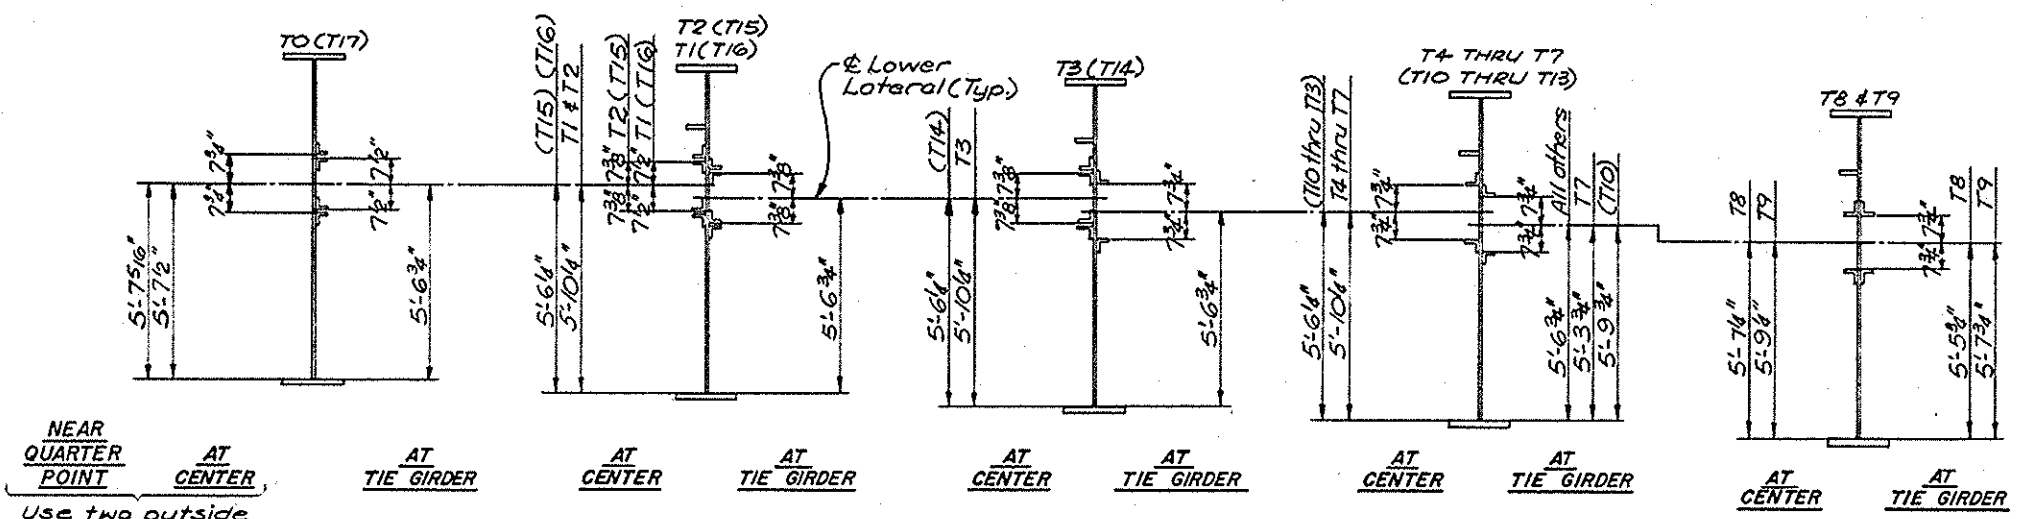 T0 (T17)
7¾"
7¾"
7½"
7½"
5'-7 5/16"
5'-7½"
5'-6¾"
NEAR
QUARTER
POINT
AT
CENTER
AT
TIE GIRDER
Use two outside
(T15) (T16)
T1 & T2
T2 (T15)
T1 (T16)
T2 (T15)
T1 (T16)
7⅜"
7½"
7⅜"
7½"
7⅜"
7⅜"
5'-6¼"
5'-10¼"
5'-6¾"
AT
CENTER
AT
TIE GIRDER
℄ Lower
Lateral (Typ.)
T3 (T14)
(T14)
T3
7⅜"
7⅜"
7¾"
7¾"
5'-6¼"
5'-10¼"
5'-6¾"
AT
CENTER
AT
TIE GIRDER
T4 THRU T7
(T10 THRU T13)
(T10 thru T13)
T4 thru T7
7¾"
7¾"
7¾"
7¾"
All others
T7
(T10)
5'-6¼"
5'-10¼"
5'-6¾"
5'-3¾"
5'-9¾"
AT
CENTER
AT
TIE GIRDER
T8 & T9
T8
T9
7¾"
7¾"
T8
T9
5'-7¼"
5'-9¼"
5'-5¾"
5'-7¾"
AT
CENTER
AT
TIE GIRDER